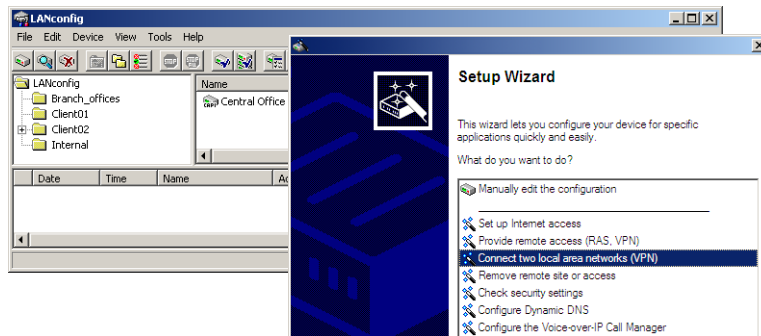 LANconfig
File Edit Device View Tools Help
LANconfig
Branch_offices
Client01
Client02
Internal
Name
Central Office
Date Time Name
Setup Wizard
This wizard lets you configure your device for specific
applications quickly and easily.
What do you want to do?
Manually edit the configuration
Set up Internet access
Provide remote access (RAS, VPN)
Connect two local area networks (VPN)
Remove remote site or access
Check security settings
Configure Dynamic DNS
Configure the Voice-over-IP Call Manager